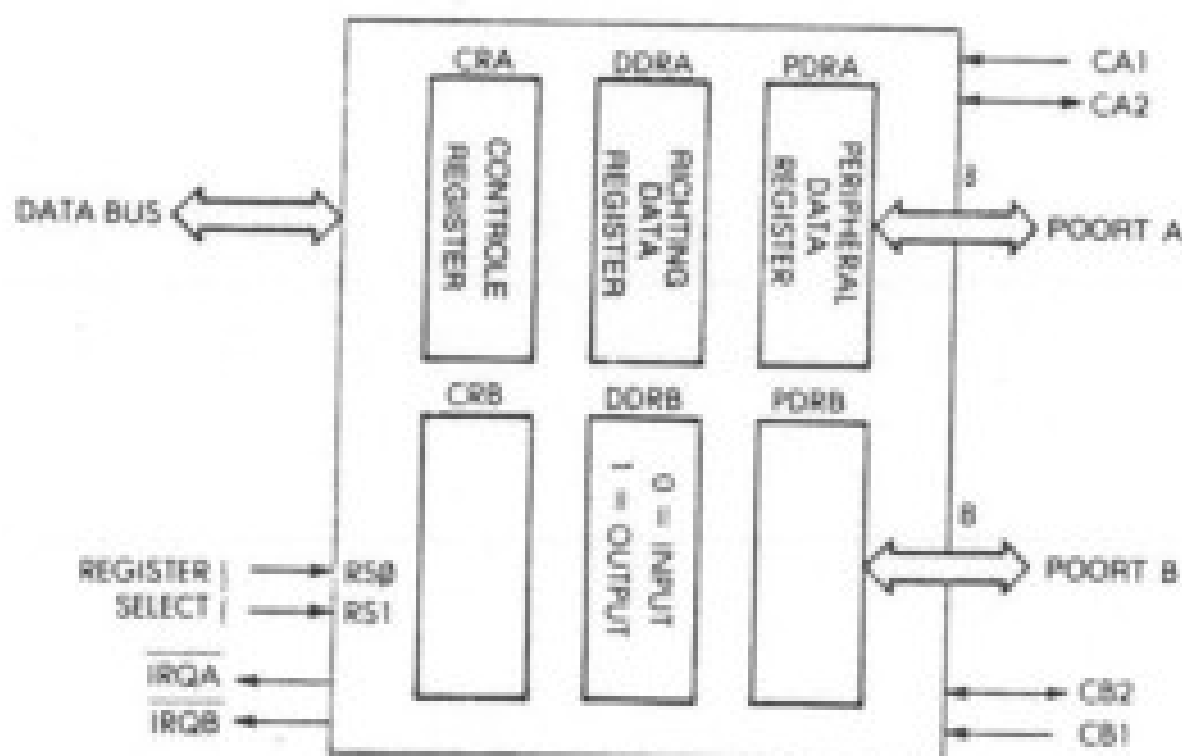 CRA
DDRA
PDRA
CONTROLE
REGISTER
RICHTING
DATA
REGISTER
PERIPHERAL
DATA
REGISTER
CA1
CA2
DATA BUS
8
POORT A
CRB
DDRB
PDRB
0 = INPUT
1 = OUTPUT
8
POORT B
REGISTER
SELECT
RSØ
RS1
IRQA
IRQB
CB2
CB1